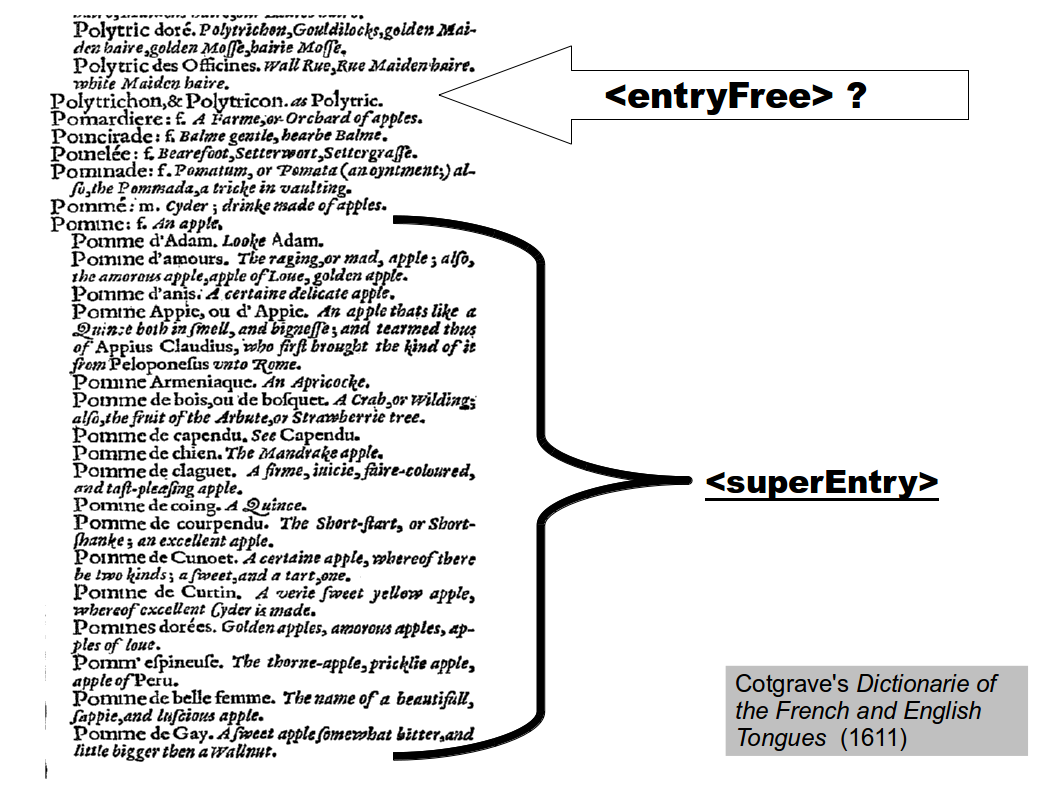 Polytric doré. Polytrichon, Gouldilocks, golden Mai-
den haire, golden Mosse, hairie Mosse.
Polytric des Officines. Wall Rue, Rue Maiden-haire,
white Maiden haire.
Polytrichon, & Polytricon. as Polytric.
Pomardiere: f. A Farme, or Orchard of apples.
Pomcirade: f. Balme gentle, hearbe Balme.
Pomelée: f. Bearefoot, Setterwort, Settergrasse.
Pominade: f. Pomatum, or Pomata (an oyntment;) al-
ſo, the Pommada, a tricke in vaulting.
Pommé: m. Cyder; drinke made of apples.
Pomme: f. An apple.
Pomme d'Adam. Looke Adam.
Pomme d'amours. The raging, or mad, apple; alſo,
the amorous apple, apple of Loue, golden apple.
Pomme d'anis. A certaine delicate apple.
Pomme Appie, ou d'Appie. An apple thats like a
Quince both in ſmell, and bigneſſe; and tearmed thus
of Appius Claudius, who firſt brought the kind of it
from Peloponeſus vnto Rome.
Pomme Armeniaque. An Apricocke.
Pomme de bois, ou de boſquet. A Crab, or Wilding;
alſo, the fruit of the Arbute, or Strawberrie tree.
Pomme de capendu. See Capendu.
Pomme de chien. The Mandrake apple.
Pomme de claguet. A firme, iuicie, faire-coloured,
and taſt-pleaſing apple.
Pomme de coing. A Quince.
Pomme de courpendu. The Short-ſtart, or Short-
ſhanke; an excellent apple.
Pomme de Cunoet. A certaine apple, whereof there
be two kinds; a ſweet, and a tart, one.
Pomme de Curtin. A verie ſweet yellow apple,
whereof excellent Cyder is made.
Pommes dorées. Golden apples, amorous apples, ap-
ples of loue.
Pomm' eſpineuſe. The thorne-apple, pricklie apple,
apple of Peru.
Pomme de belle femme. The name of a beautifull,
ſappie, and luſcious apple.
Pomme de Gay. A ſweet apple ſomewhat bitter, and
little bigger then a Wallnut.
<entryFree> ?
<superEntry>
Cotgrave's Dictionarie of
the French and English
Tongues (1611)